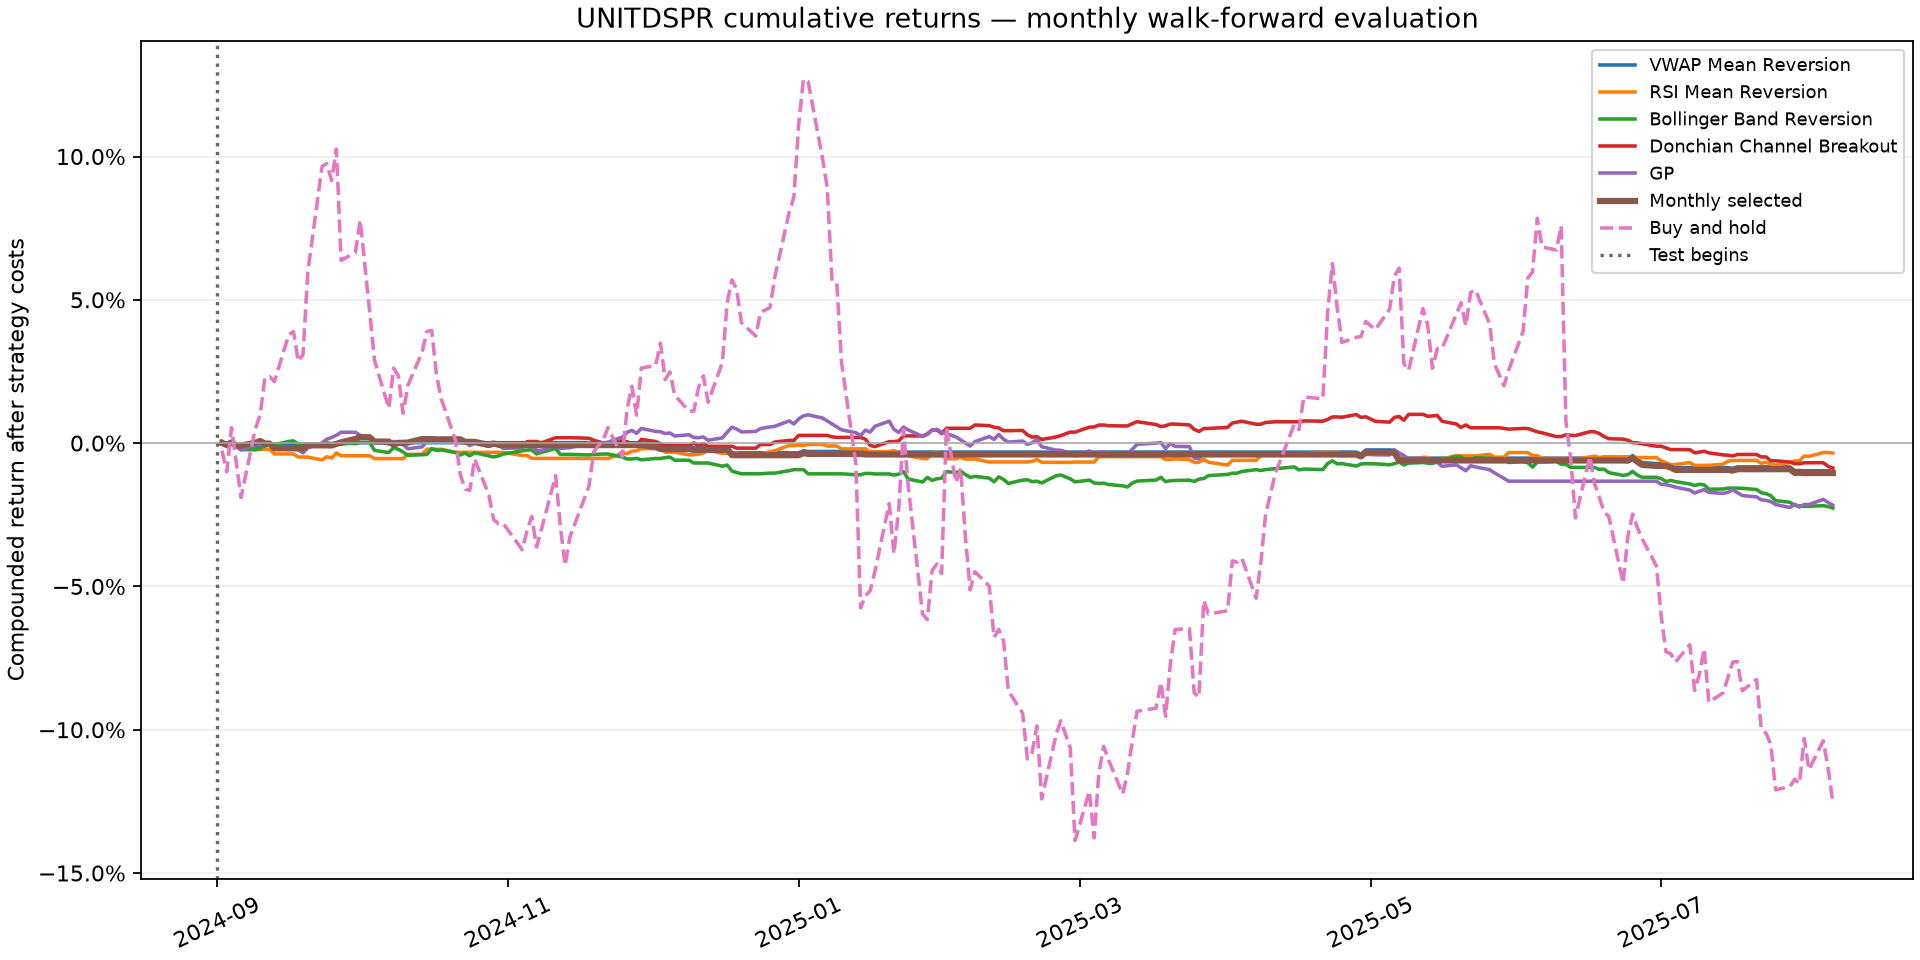 UNITDSPR cumulative returns — monthly walk-forward evaluation
Compounded return after strategy costs
10.0%
5.0%
0.0%
−5.0%
−10.0%
−15.0%
2024-09
2024-11
2025-01
2025-03
2025-05
2025-07
VWAP Mean Reversion
RSI Mean Reversion
Bollinger Band Reversion
Donchian Channel Breakout
GP
Monthly selected
Buy and hold
Test begins